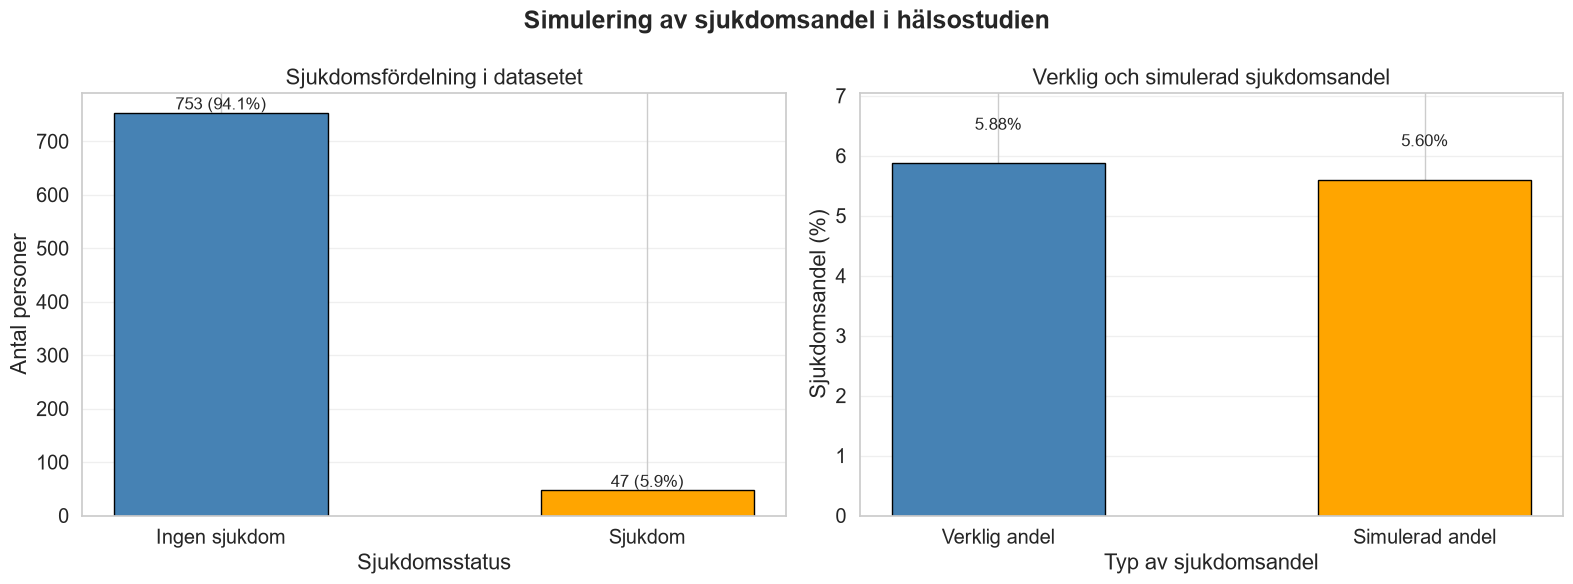 Simulering av sjukdomsandel i hälsostudien
Sjukdomsfördelning i datasetet
753 (94.1%)
47 (5.9%)
700
600
500
400
300
200
100
0
Antal personer
Ingen sjukdom
Sjukdom
Sjukdomsstatus
Verklig och simulerad sjukdomsandel
5.88%
5.60%
7
6
5
4
3
2
1
0
Sjukdomsandel (%)
Verklig andel
Simulerad andel
Typ av sjukdomsandel